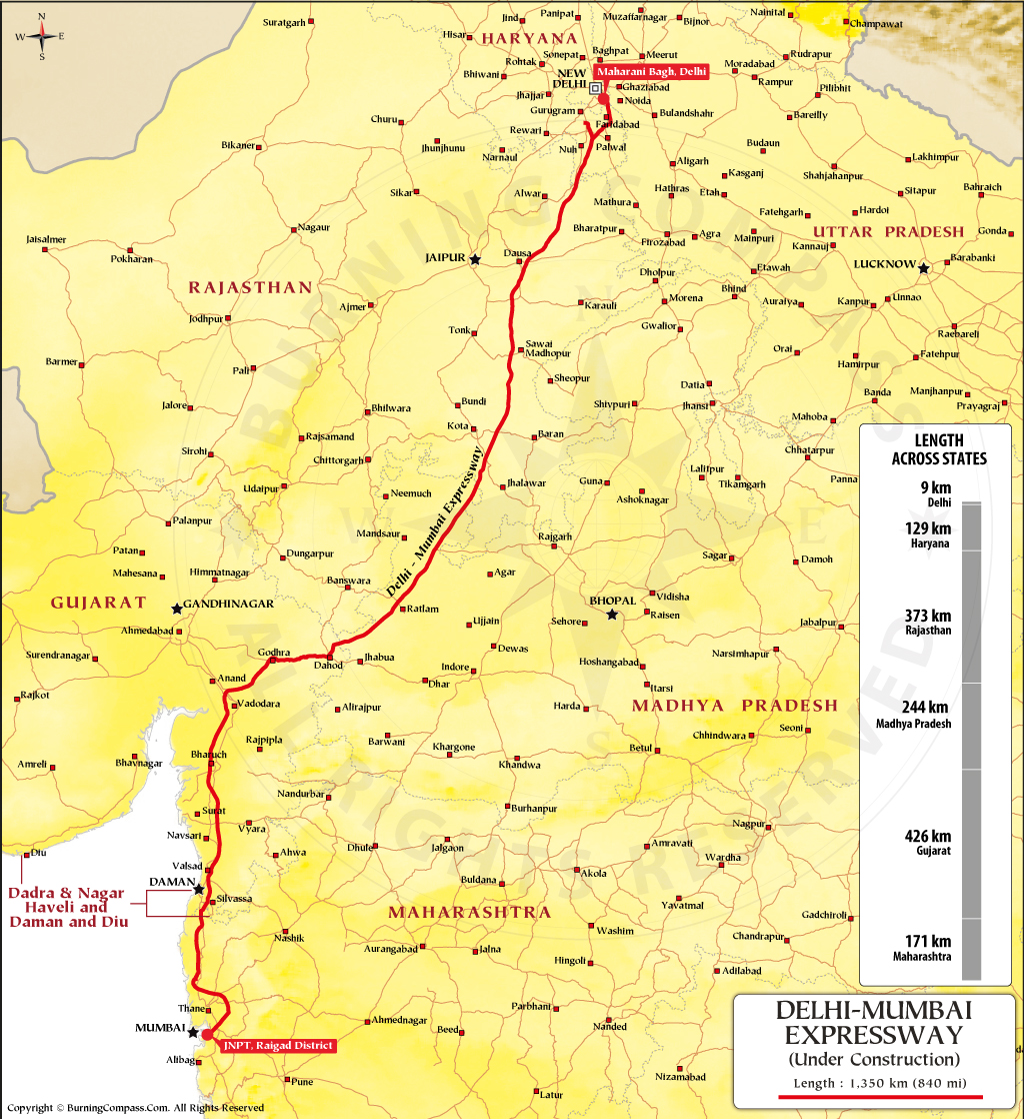 N
W
E
S
Nainital
Champawat
Panipat
Muzaffarnagar
Bijnor
Jind
Suratgarh
Hisar
HARYANA
Sonepat
Baghpat
Meerut
Rudrapur
Rohtak
Moradabad
Bhiwani
NEW
DELHI
Maharani Bagh, Delhi
Rampur
Ghaziabad
Pilibhit
Jhajjar
Noida
Gurugram
Bulandshahr
Bareilly
Churu
Faridabad
Rewari
Bikaner
Jhunjhunu
Nuh
Palwal
Budaun
Narnaul
Aligarh
Lakhimpur
Kasganj
Shahjahanpur
Sikar
Alwar
Hathras
Etah
Sitapur
Bahraich
Mathura
Fatehgarh
Hardoi
Nagaur
Bharatpur
Agra
Mainpuri
UTTAR PRADESH
Gonda
Jaisalmer
Firozabad
Kannauj
Pokharan
JAIPUR
Dausa
LUCKNOW
Barabanki
Dholpur
Etawah
RAJASTHAN
Bhind
Ajmer
Karauli
Morena
Auraiya
Kanpur
Unnao
Jodhpur
Tonk
Gwalior
Raebareli
Sawai
Madhopur
Orai
Hamirpur
Fatehpur
Barmer
Pali
Sheopur
Datia
Banda
Manjhanpur
Jalore
Bhilwara
Bundi
Shivpuri
Jhansi
Prayagraj
Mahoba
Kota
Rajsamand
Baran
Sirohi
Chittorgarh
Chhatarpur
Lalitpur
Tikamgarh
Panna
Udaipur
Neemuch
Jhalawar
Guna
Ashoknagar
Palanpur
Mandsaur
Rajgarh
Delhi - Mumbai Expressway
Patan
Dungarpur
Sagar
Damoh
Mahesana
Himmatnagar
Banswara
Agar
GUJARAT
GANDHINAGAR
Ratlam
BHOPAL
Vidisha
Raisen
Ahmedabad
Ujjain
Sehore
Jabalpur
Surendranagar
Godhra
Dahod
Jhabua
Dewas
Narsimhapur
Indore
Hoshangabad
Anand
Dhar
Itarsi
Rajkot
Vadodara
Alirajpur
Harda
MADHYA PRADESH
Seoni
Chhindwara
Rajpipla
Barwani
Khargone
Betul
Bharuch
Amreli
Bhavnagar
Khandwa
Nandurbar
Burhanpur
Surat
Vyara
Nagpur
Navsari
Dhule
Jalgaon
Amravati
Diu
Ahwa
Wardha
Valsad
Akola
DAMAN
Buldana
Dadra & Nagar
Haveli and
Daman and Diu
Silvassa
Yavatmal
MAHARASHTRA
Gadchiroli
Washim
Nashik
Chandrapur
Aurangabad
Jalna
Hingoli
Adilabad
Thane
Parbhani
Ahmednagar
MUMBAI
Beed
Nanded
JNPT, Raigad District
Alibag
Pune
Nizamabad
Latur
LENGTH
ACROSS STATES
9 km
Delhi
129 km
Haryana
373 km
Rajasthan
244 km
Madhya Pradesh
426 km
Gujarat
171 km
Maharashtra
DELHI-MUMBAI
EXPRESSWAY
(Under Construction)
Length : 1,350 km (840 mi)
BURNING COMPASS
ALL RIGHTS RESERVED
N
W
E
S
Copyright © BurningCompass.Com. All Rights Reserved